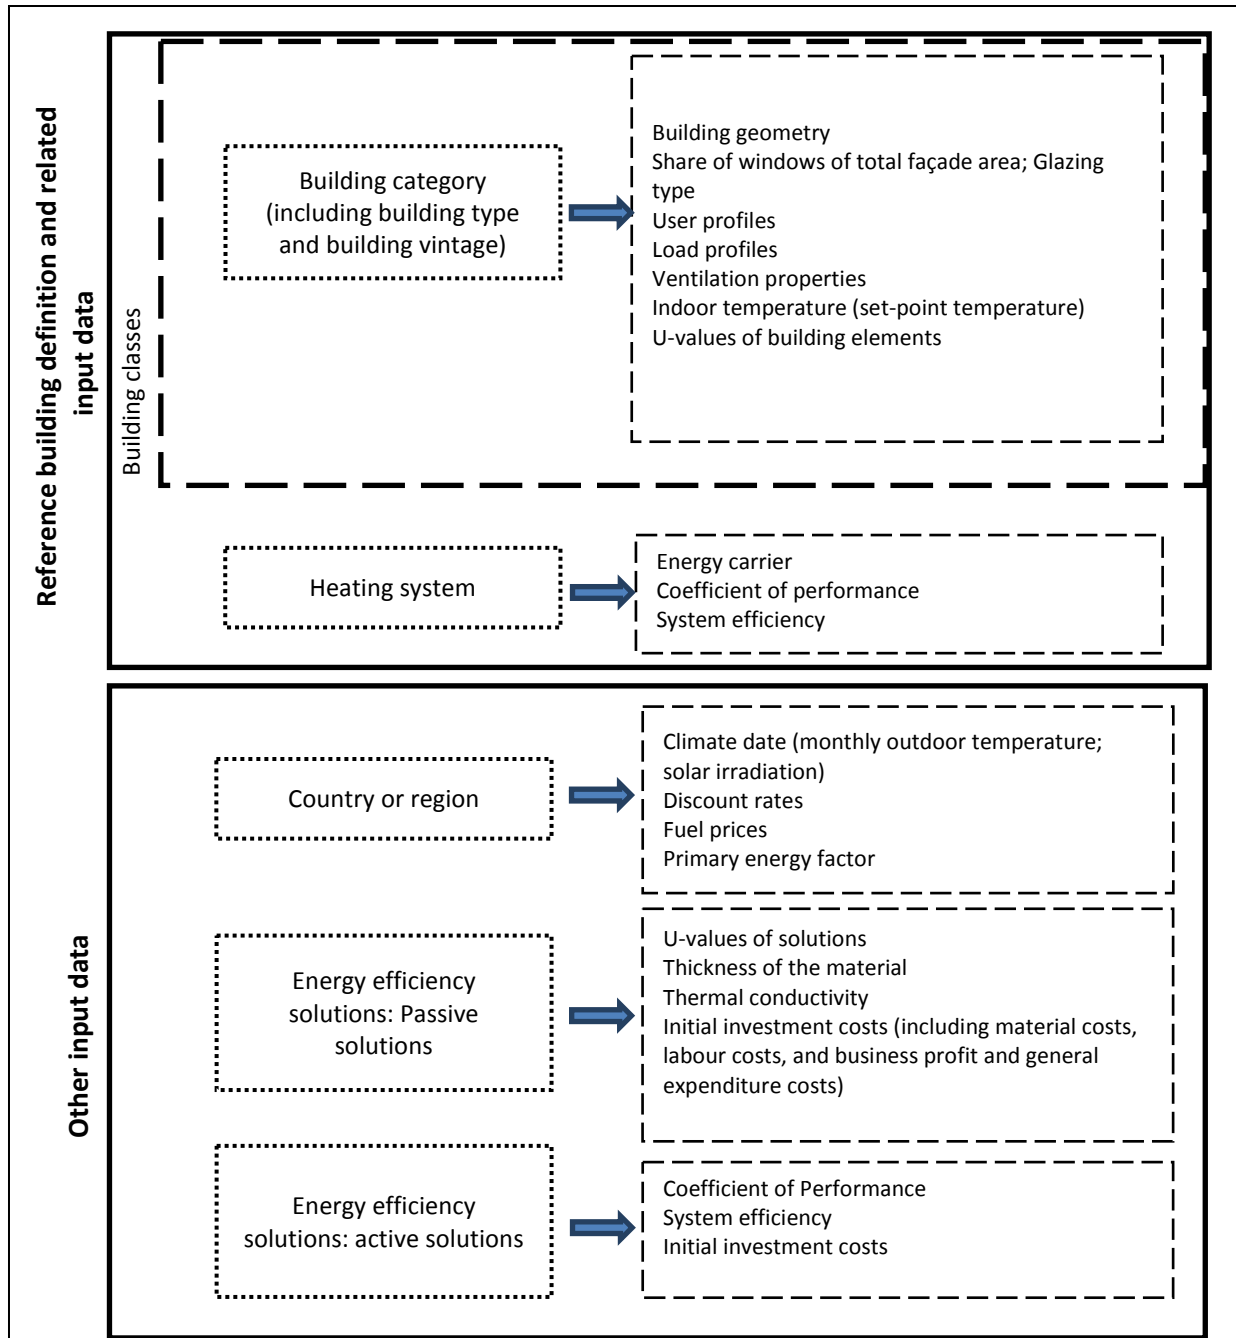 Reference building definition and related
input data
Building classes
Building category
(including building type
and building vintage)
Building geometry
Share of windows of total façade area; Glazing
type
User profiles
Load profiles
Ventilation properties
Indoor temperature (set-point temperature)
U-values of building elements
Heating system
Energy carrier
Coefficient of performance
System efficiency
Other input data
Country or region
Climate date (monthly outdoor temperature;
solar irradiation)
Discount rates
Fuel prices
Primary energy factor
Energy efficiency
solutions: Passive
solutions
U-values of solutions
Thickness of the material
Thermal conductivity
Initial investment costs (including material costs,
labour costs, and business profit and general
expenditure costs)
Energy efficiency
solutions: active solutions
Coefficient of Performance
System efficiency
Initial investment costs